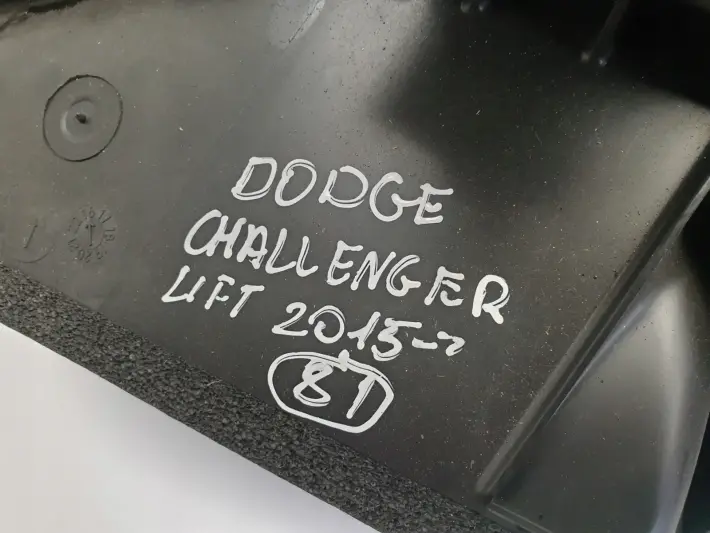 DODGE
CHALLENGER
LIFT 2015->
81